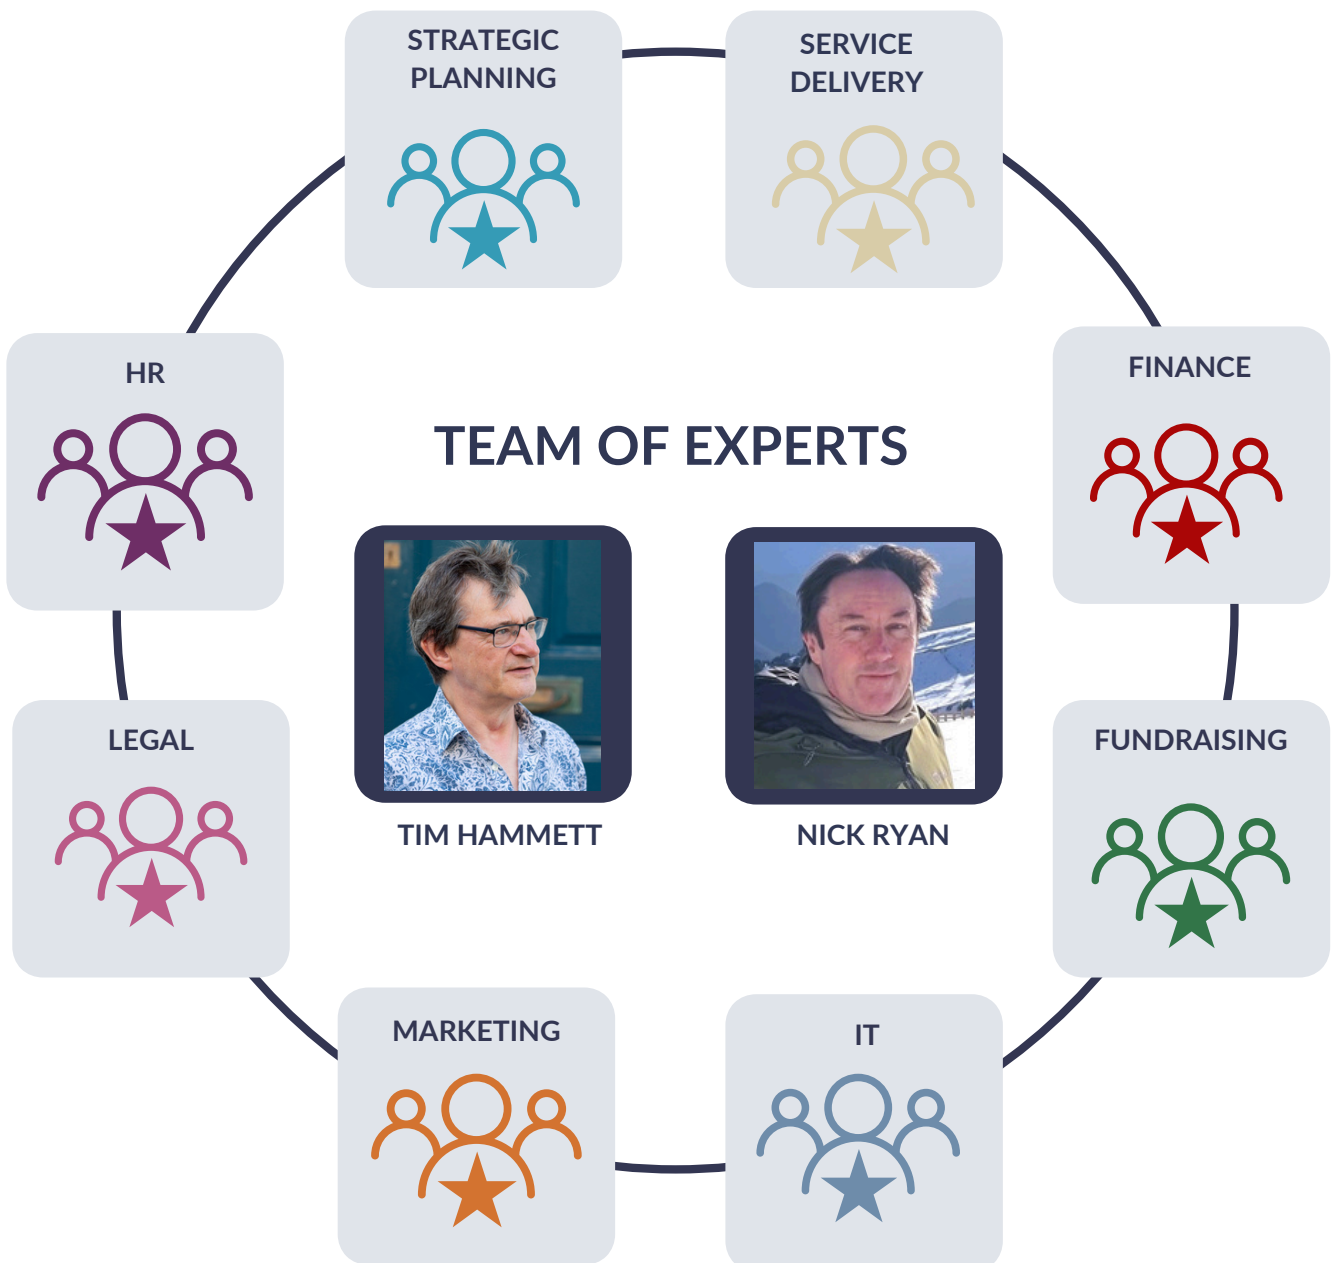 STRATEGIC
PLANNING
SERVICE
DELIVERY
HR
FINANCE
TEAM OF EXPERTS
TIM HAMMETT
NICK RYAN
LEGAL
FUNDRAISING
MARKETING
IT